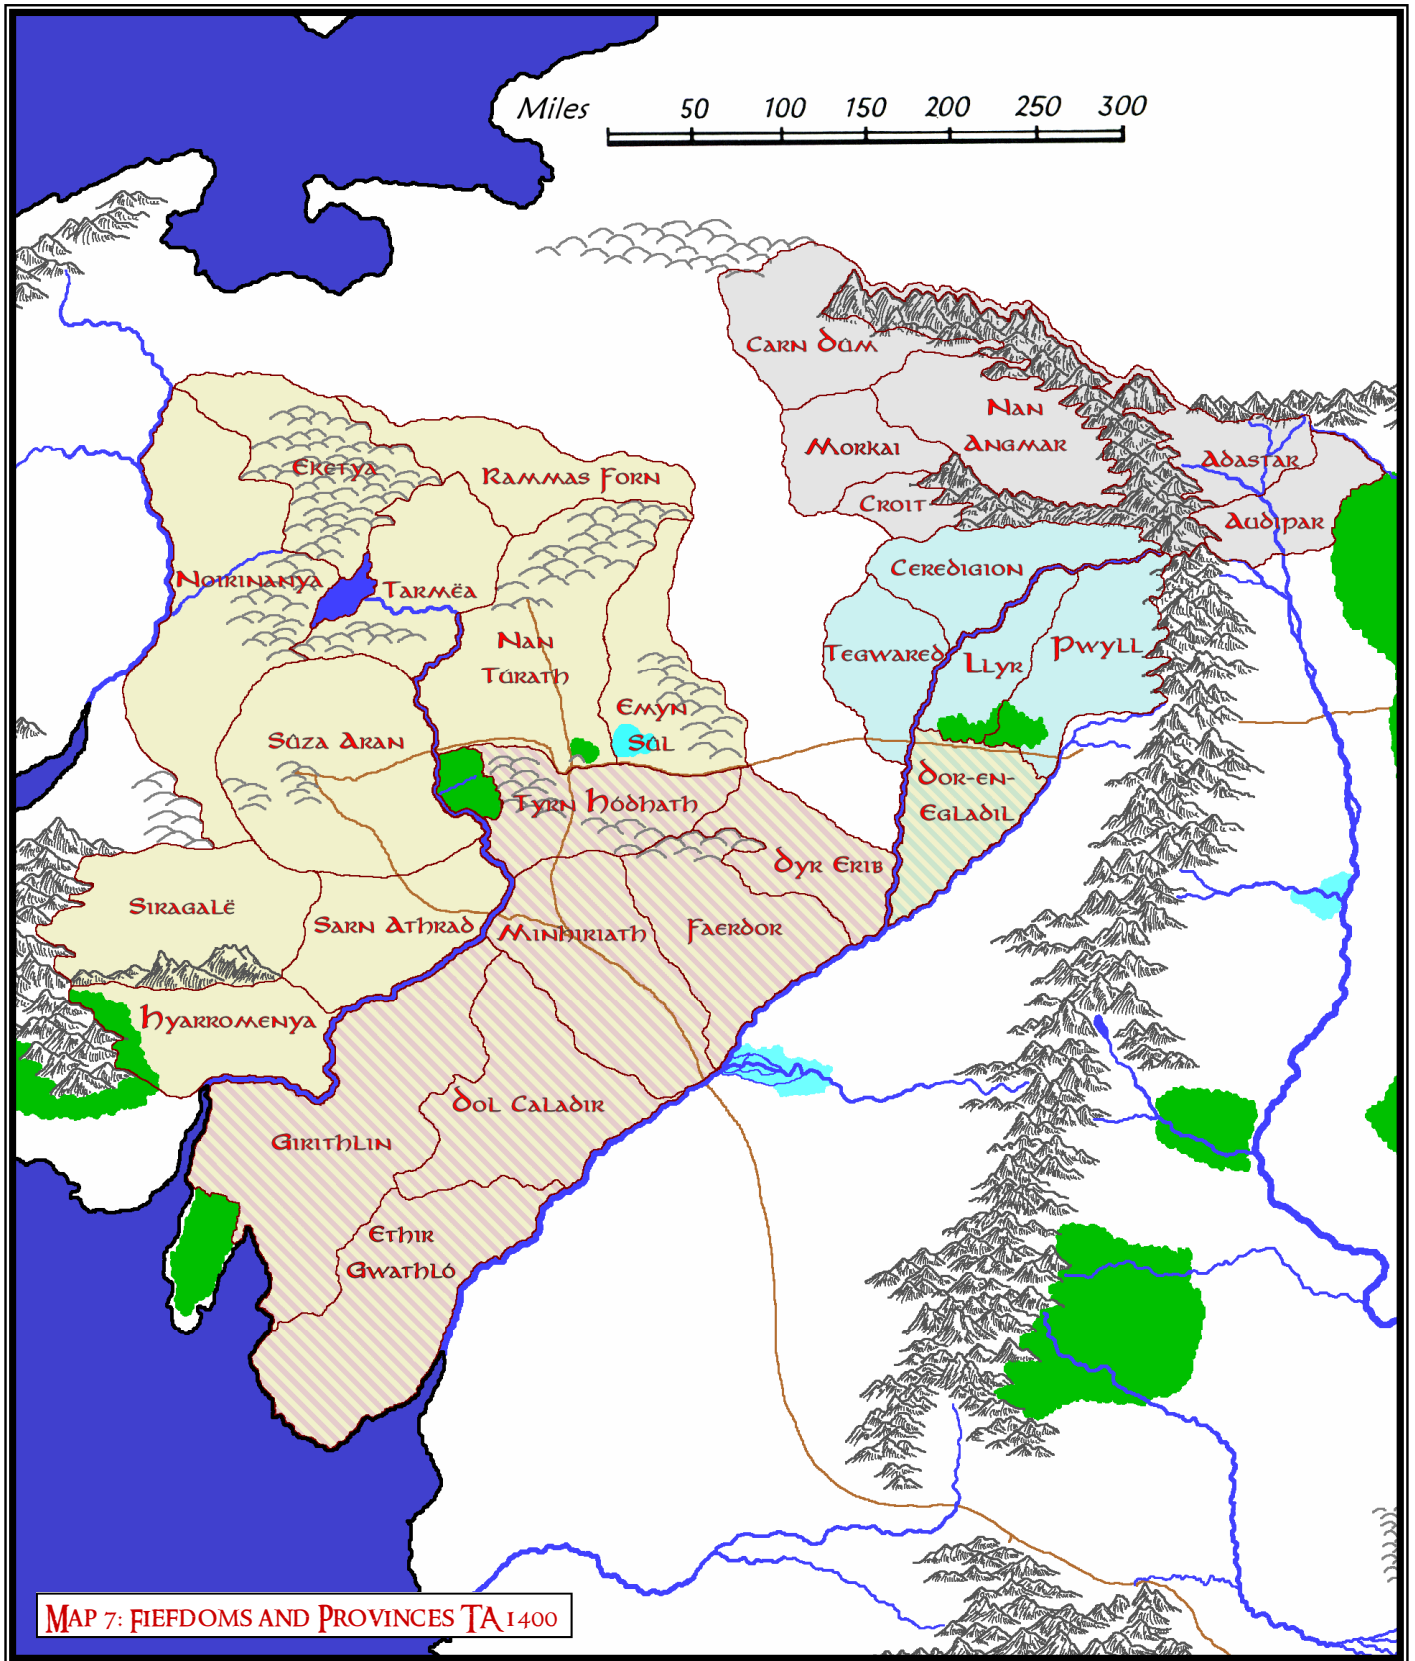 Miles 50 100 150 200 250 300
Carn Dûm
Nan
Angmar
Morkai
Adastar
Eketya
Rammas Forn
Croit
Audipar
Ceredigion
Noirinanya
Tarmëa
Nan
Túrath
Tegwared
Llyr
Pwyll
Emyn
Sûl
Sûza Aran
Dor-en-
Egladil
Tyrn Hódhath
Dyr Erib
Siragalë
Sarn Athrad
Minhiriath
Faerdor
Hyarromenya
Dol Caladir
Girithlin
Ethir
Gwathló
Map 7: Fiefdoms and Provinces TA 1400